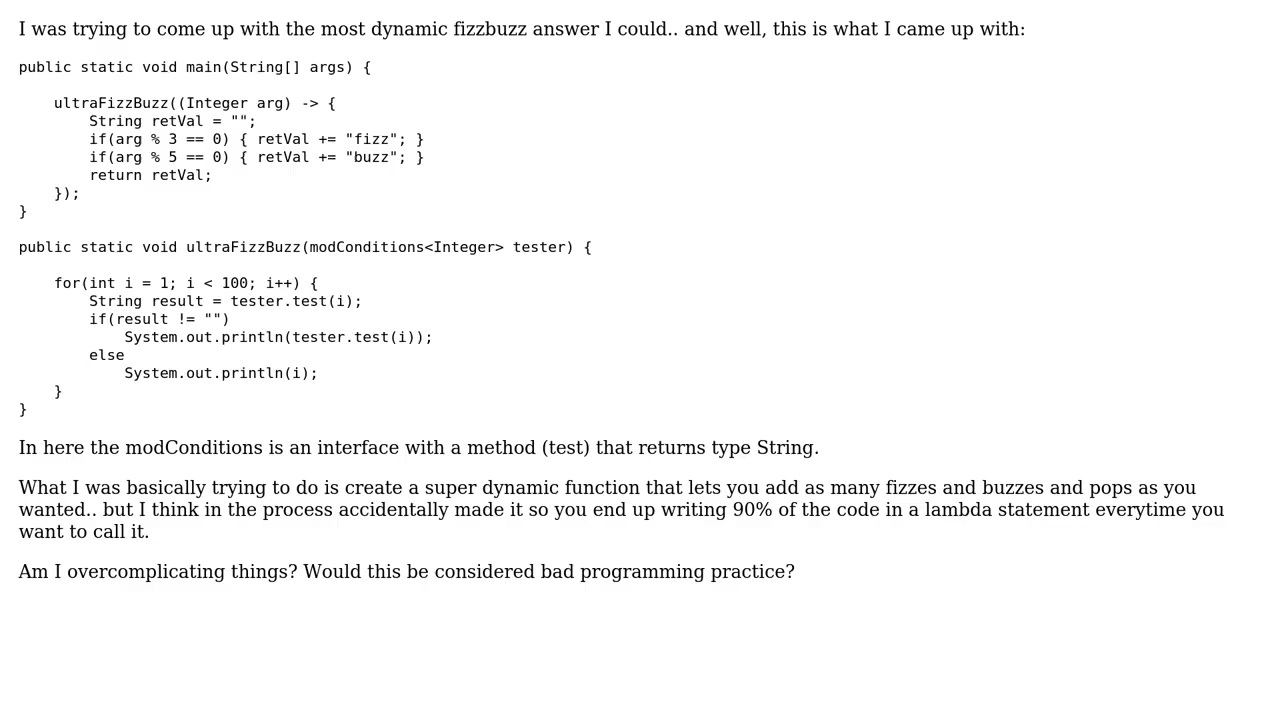 I was trying to come up with the most dynamic fizzbuzz answer I could.. and well, this is what I came up with:
public static void main(String[] args) {
    ultraFizzBuzz((Integer arg) -> {
        String retVal = "";
        if(arg % 3 == 0) { retVal += "fizz"; }
        if(arg % 5 == 0) { retVal += "buzz"; }
        return retVal;
    });
}
public static void ultraFizzBuzz(modConditions<Integer> tester) {
    for(int i = 1; i < 100; i++) {
        String result = tester.test(i);
        if(result != "")
            System.out.println(tester.test(i));
        else
            System.out.println(i);
    }
}
In here the modConditions is an interface with a method (test) that returns type String.
What I was basically trying to do is create a super dynamic function that lets you add as many fizzes and buzzes and pops as you
wanted.. but I think in the process accidentally made it so you end up writing 90% of the code in a lambda statement everytime you
want to call it.
Am I overcomplicating things? Would this be considered bad programming practice?